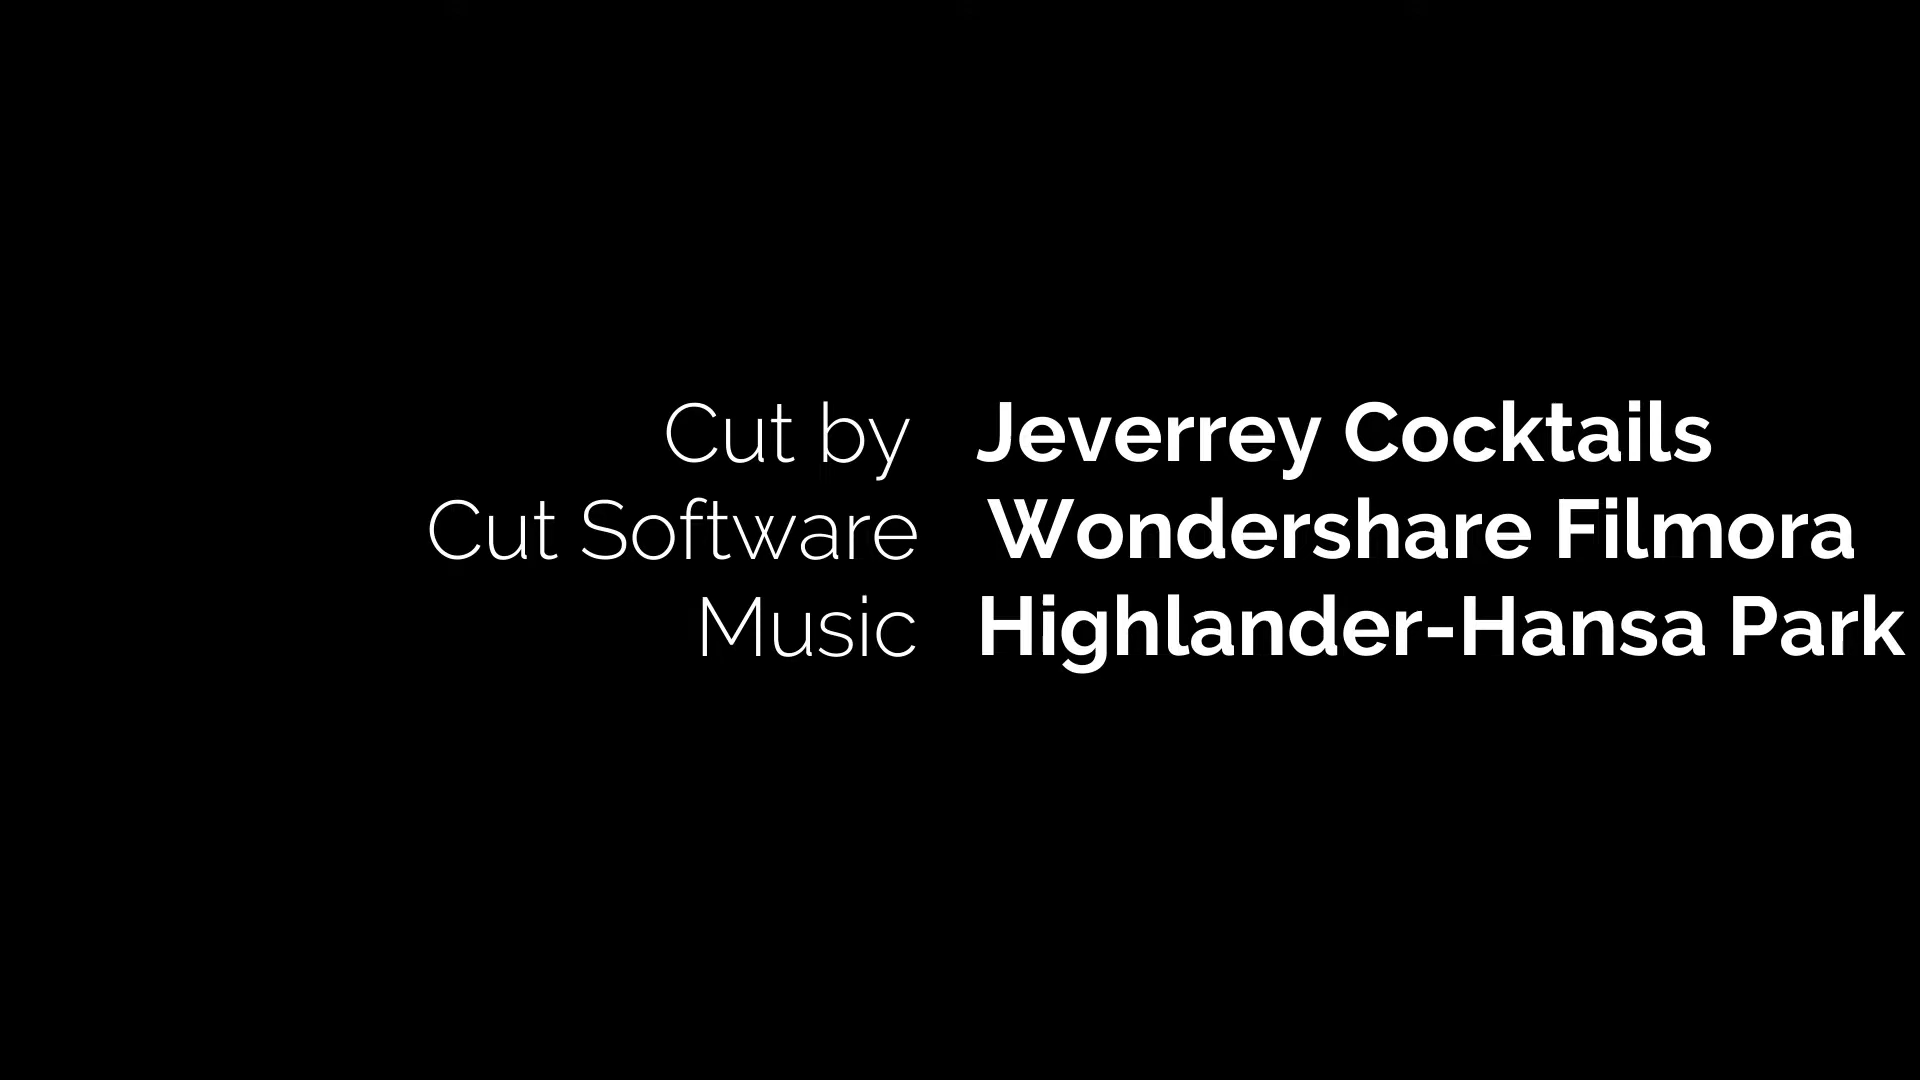 Cut by Jeverrey Cocktails
Cut Software Wondershare Filmora
Music Highlander-Hansa Park